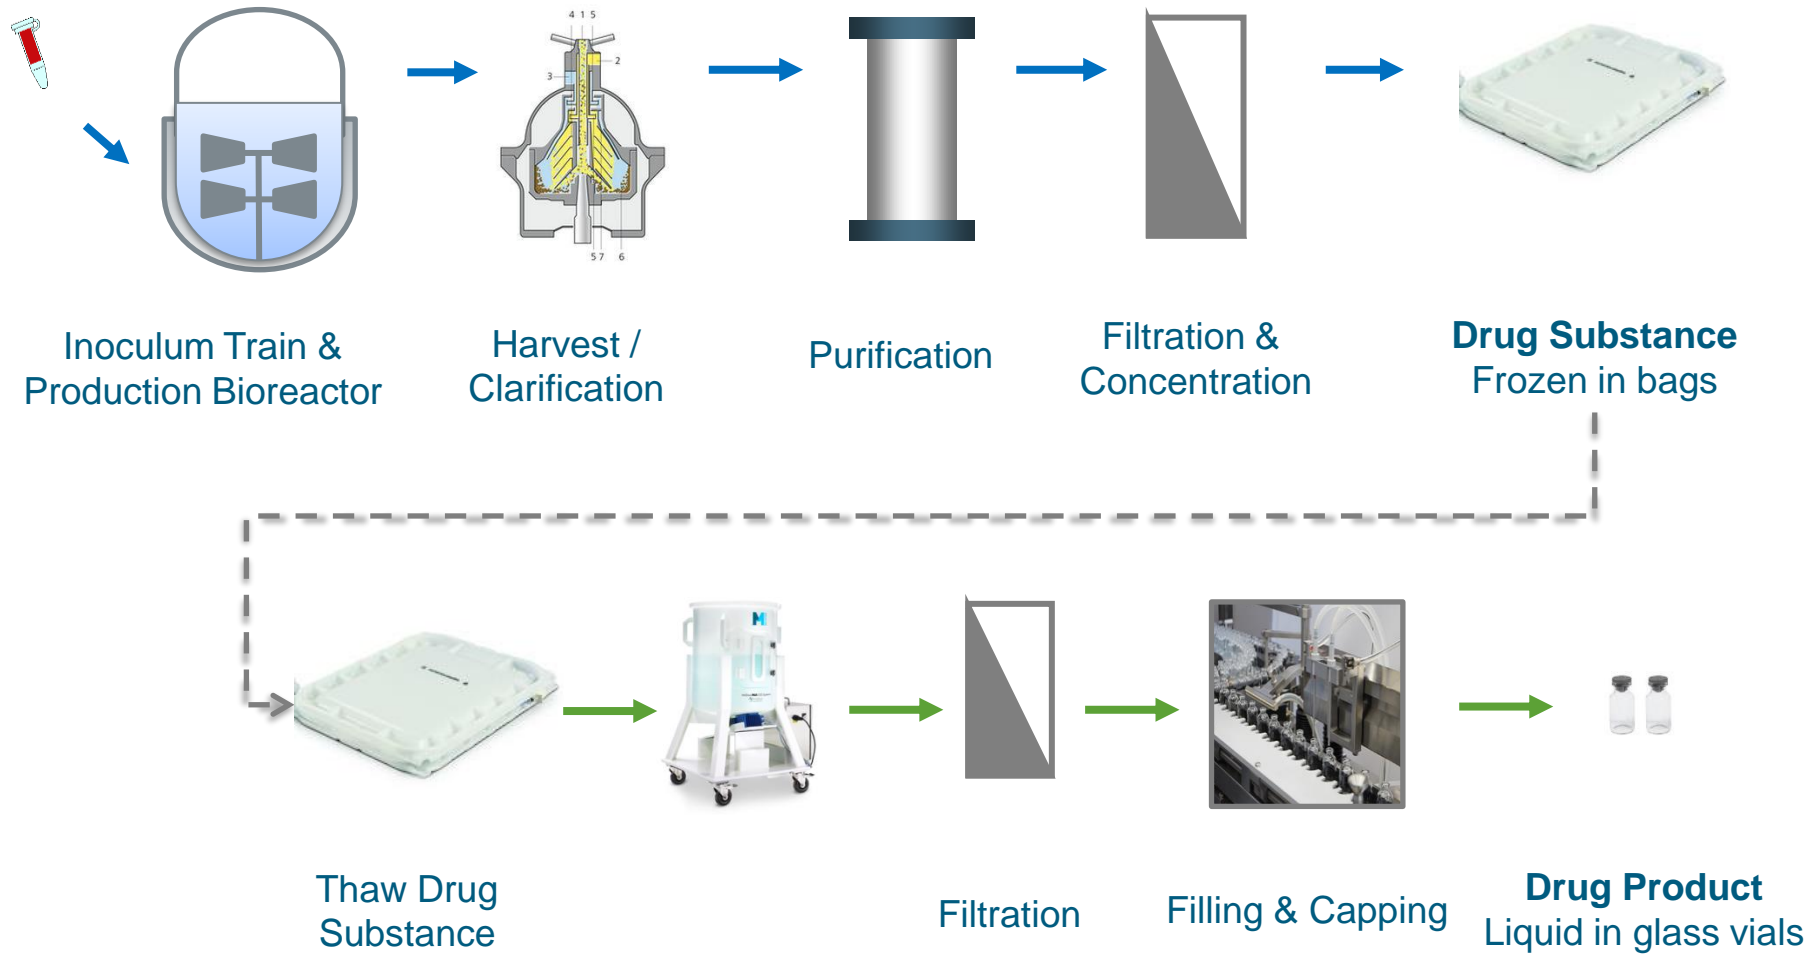 4 1 5
2
3
5 7 6
Inoculum Train &
Production Bioreactor
Harvest /
Clarification
Purification
Filtration &
Concentration
Drug Substance
Frozen in bags
M
Thaw Drug
Substance
Filtration
Filling & Capping
Drug Product
Liquid in glass vials